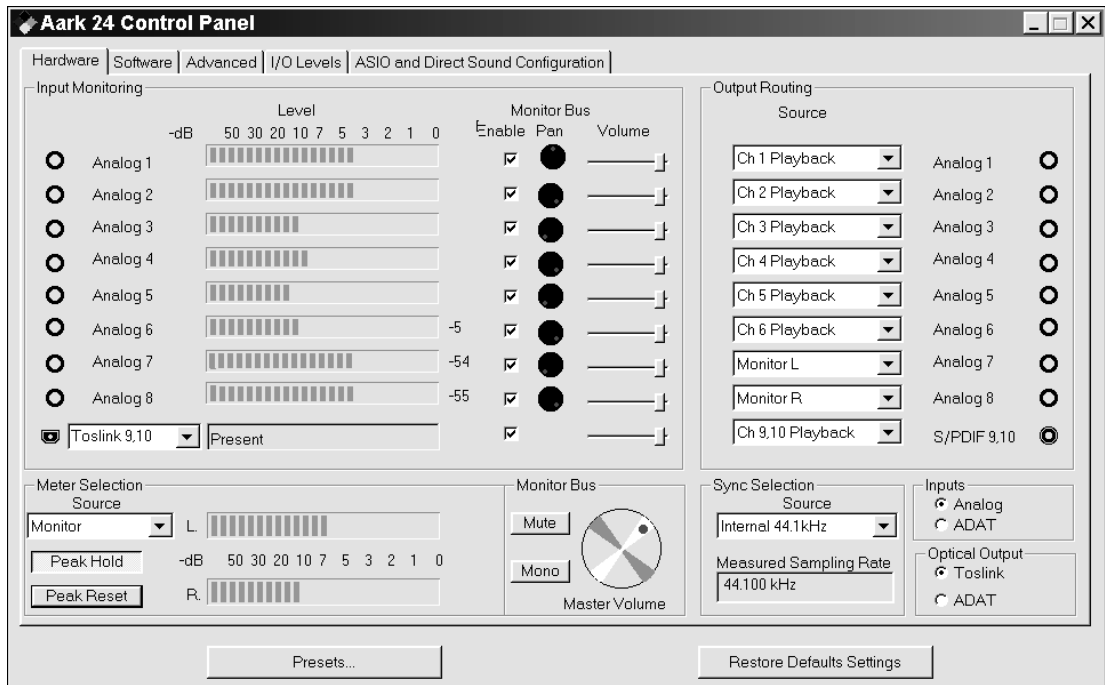 Aark 24 Control Panel
Hardware Software Advanced I/O Levels ASIO and Direct Sound Configuration
Input Monitoring
Level
-dB 50 30 20 10 7 5 3 2 1 0
Monitor Bus
Enable Pan Volume
Analog 1
Analog 2
Analog 3
Analog 4
Analog 5
Analog 6 -5
Analog 7 -54
Analog 8 -55
Toslink 9,10 Present
Output Routing
Source
Ch 1 Playback Analog 1
Ch 2 Playback Analog 2
Ch 3 Playback Analog 3
Ch 4 Playback Analog 4
Ch 5 Playback Analog 5
Ch 6 Playback Analog 6
Monitor L Analog 7
Monitor R Analog 8
Ch 9,10 Playback S/PDIF 9,10
Meter Selection
Source
Monitor L.
Peak Hold -dB 50 30 20 10 7 5 3 2 1 0
Peak Reset R.
Monitor Bus
Mute
Mono
Master Volume
Sync Selection
Source
Internal 44.1kHz
Measured Sampling Rate
44.100 kHz
Inputs
Analog
ADAT
Optical Output
Toslink
ADAT
Presets...
Restore Defaults Settings